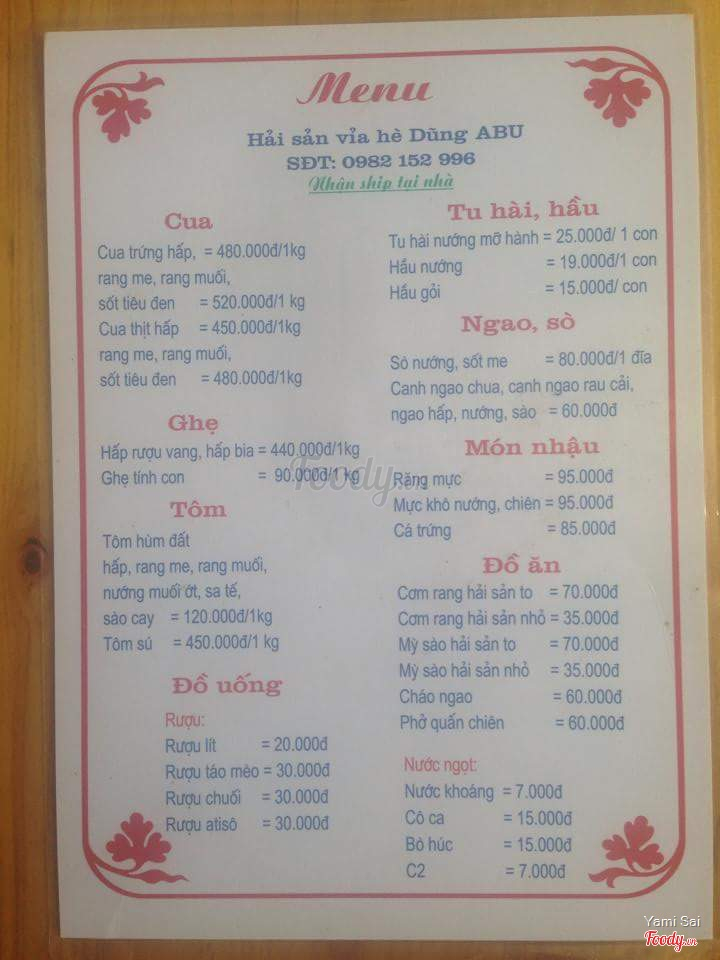 Menu
Hải sản vỉa hè Dũng ABU
SĐT: 0982 152 996
Nhận ship tại nhà
Cua
Cua trứng hấp, = 480.000đ/1kg
rang me, rang muối,
sốt tiêu đen = 520.000đ/1 kg
Cua thịt hấp = 450.000đ/1kg
rang me, rang muối,
sốt tiêu đen = 480.000đ/1kg
Ghẹ
Hấp rượu vang, hấp bia = 440.000đ/1kg
Ghẹ tính con = 90.000đ/1 kg
Tôm
Tôm hùm đất
hấp, rang me, rang muối,
nướng muối ớt, sa tế,
sào cay = 120.000đ/1kg
Tôm sú = 450.000đ/1 kg
Đồ uống
Rượu:
Rượu lít = 20.000đ
Rượu táo mèo = 30.000đ
Rượu chuối = 30.000đ
Rượu atisô = 30.000đ
Tu hài, hầu
Tu hài nướng mỡ hành = 25.000đ/ 1 con
Hầu nướng = 19.000đ/1 con
Hầu gỏi = 15.000đ/ con
Ngao, sò
Sò nướng, sốt me = 80.000đ/1 đĩa
Canh ngao chua, canh ngao rau cải,
ngao hấp, nướng, sào = 60.000đ
Món nhậu
Răng mực = 95.000đ
Mực khô nướng, chiên = 95.000đ
Cá trứng = 85.000đ
Đồ ăn
Cơm rang hải sản to = 70.000đ
Cơm rang hải sản nhỏ = 35.000đ
Mỳ sào hải sản to = 70.000đ
Mỳ sào hải sản nhỏ = 35.000đ
Cháo ngao = 60.000đ
Phở quấn chiên = 60.000đ
Nước ngọt:
Nước khoáng = 7.000đ
Cô ca = 15.000đ
Bò húc = 15.000đ
C2 = 7.000đ
Foody.vn
Yami Sai
Foody.vn